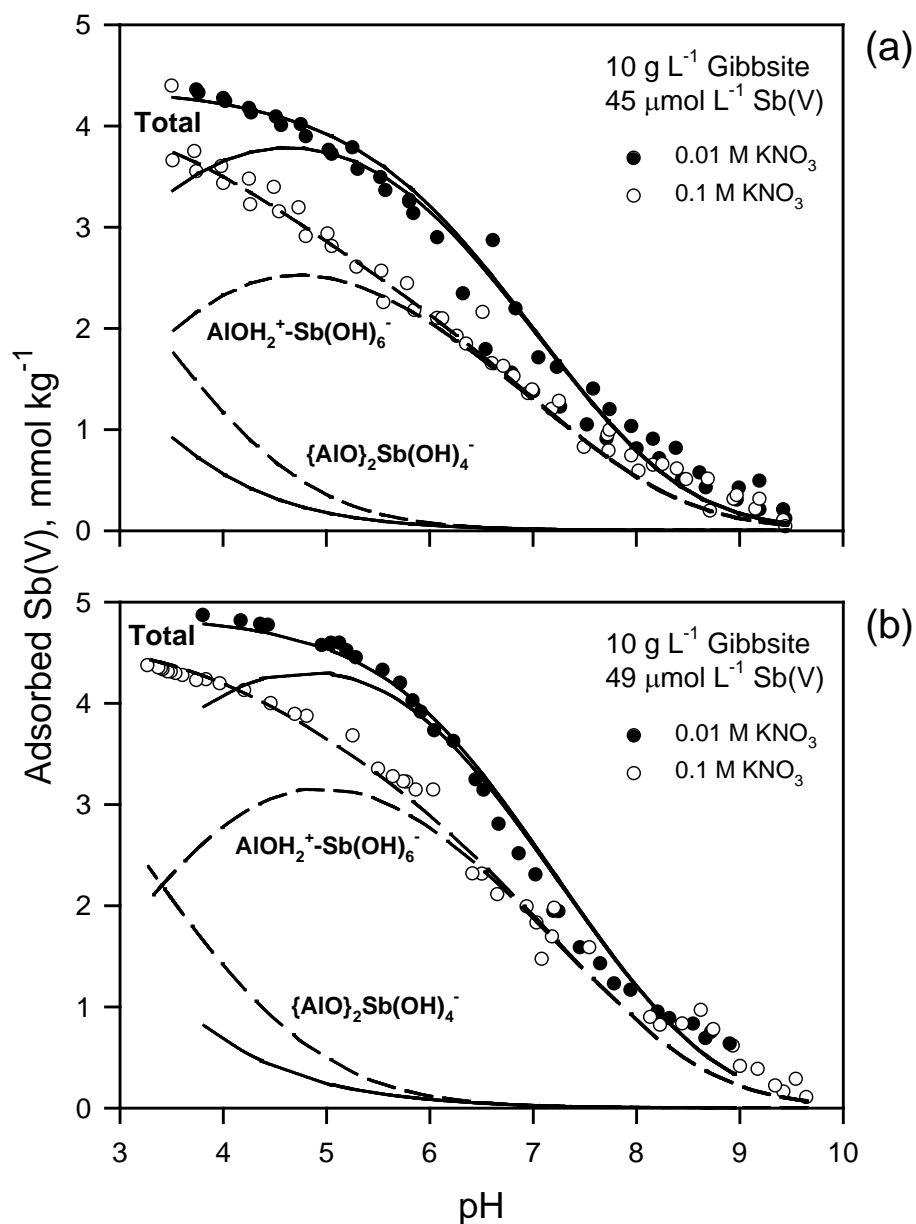 (a)
10 g L⁻¹ Gibbsite
45 μmol L⁻¹ Sb(V)
0.01 M KNO₃
0.1 M KNO₃
Total
AlOH₂⁺-Sb(OH)₆⁻
{AlO}₂Sb(OH)₄⁻
5
4
3
2
1
0
Adsorbed Sb(V), mmol kg⁻¹
(b)
10 g L⁻¹ Gibbsite
49 μmol L⁻¹ Sb(V)
0.01 M KNO₃
0.1 M KNO₃
Total
AlOH₂⁺-Sb(OH)₆⁻
{AlO}₂Sb(OH)₄⁻
5
4
3
2
1
0
3 4 5 6 7 8 9 10
pH